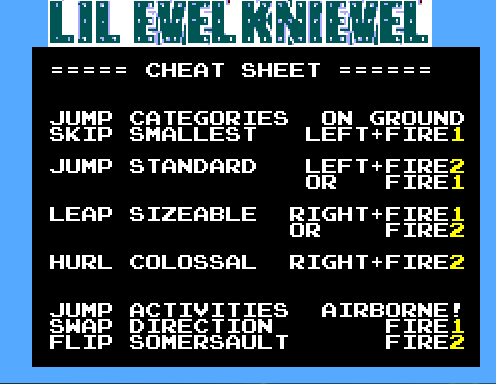 LIL EVEL KNIEVEL
===== CHEAT SHEET ======
JUMP CATEGORIES ON GROUND
SKIP SMALLEST LEFT+FIRE1
JUMP STANDARD LEFT+FIRE2
OR FIRE1
LEAP SIZEABLE RIGHT+FIRE1
OR FIRE2
HURL COLOSSAL RIGHT+FIRE2
JUMP ACTIVITIES AIRBORNE!
SWAP DIRECTION FIRE1
FLIP SOMERSAULT FIRE2